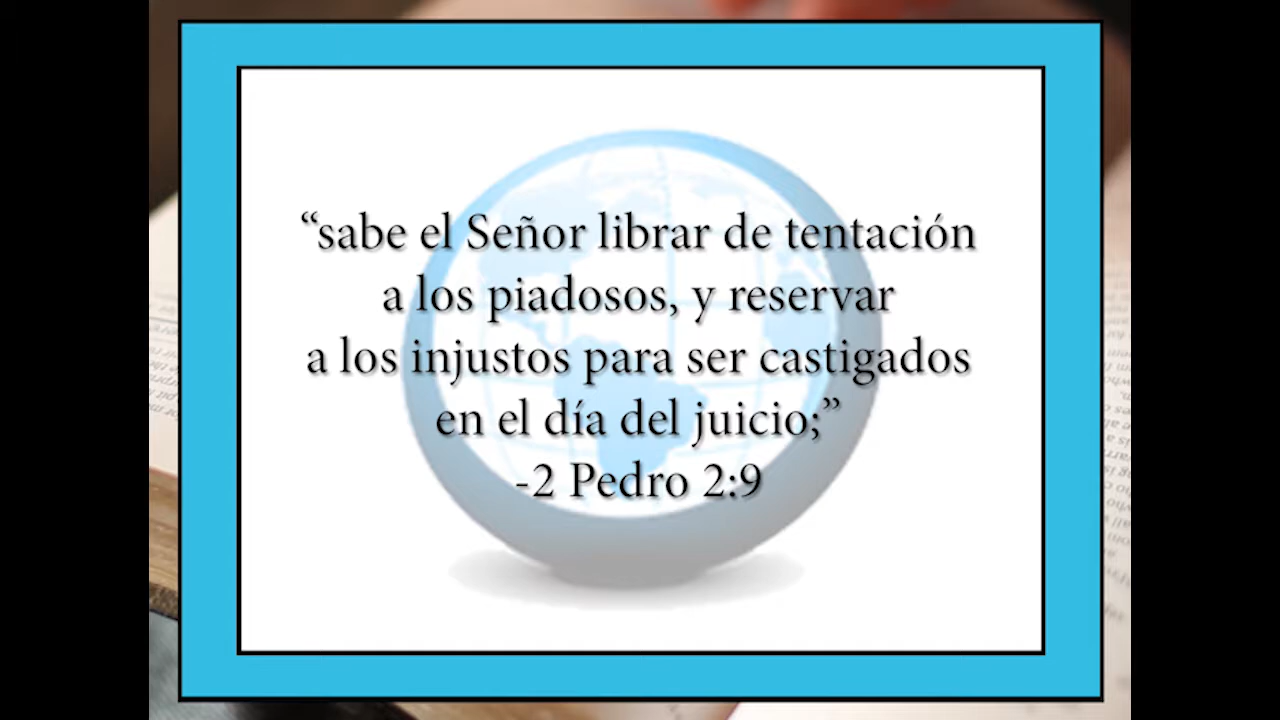 “sabe el Señor librar de tentación
a los piadosos, y reservar
a los injustos para ser castigados
en el día del juicio;”
-2 Pedro 2:9